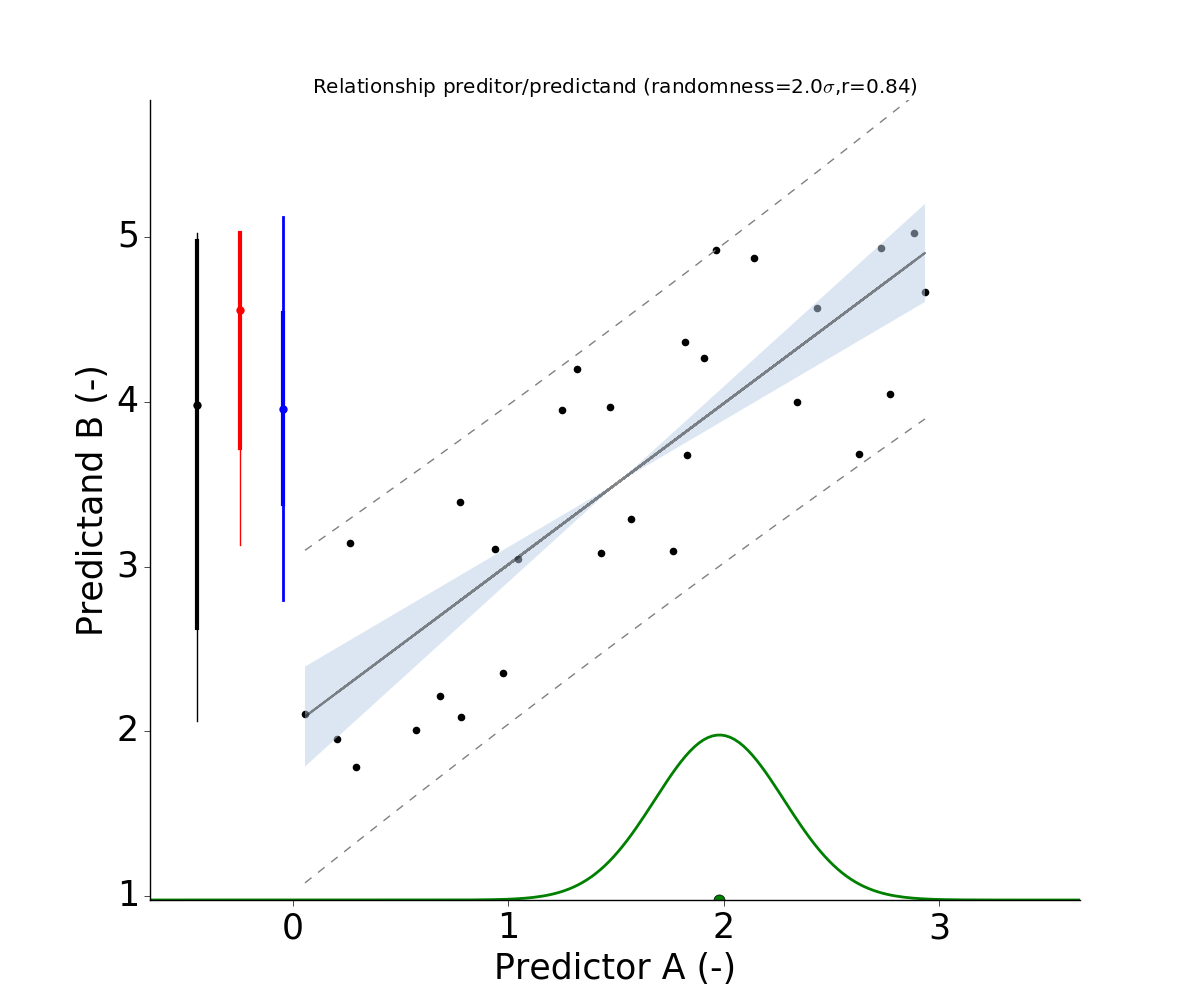 Relationship preditor/predictand (randomness=2.0σ,r=0.84)
5
4
3
2
1
Predictand B (-)
0 1 2 3
Predictor A (-)